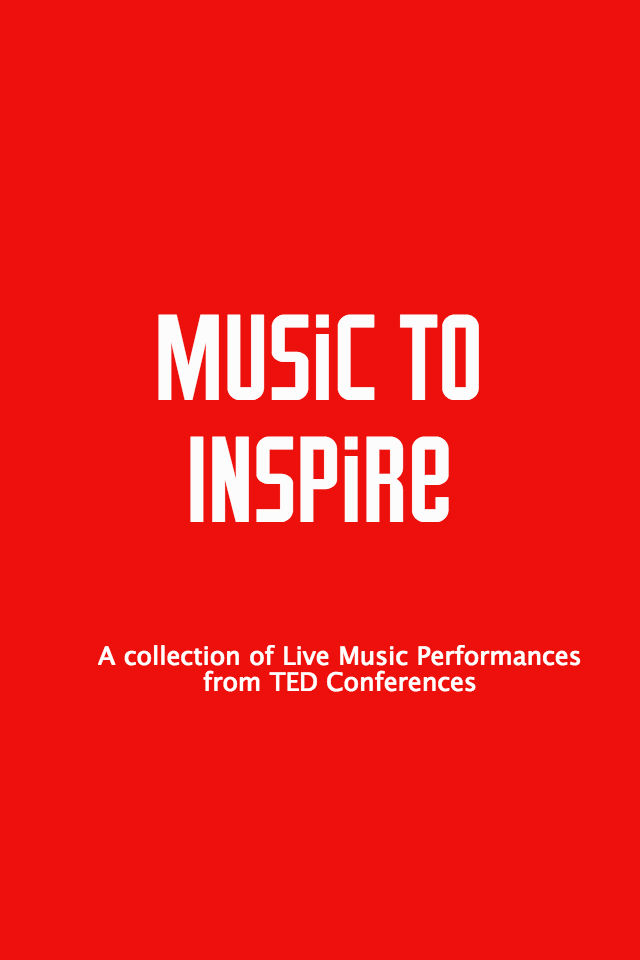 MUSiC TO
INSPiRe
A collection of Live Music Performances
from TED Conferences